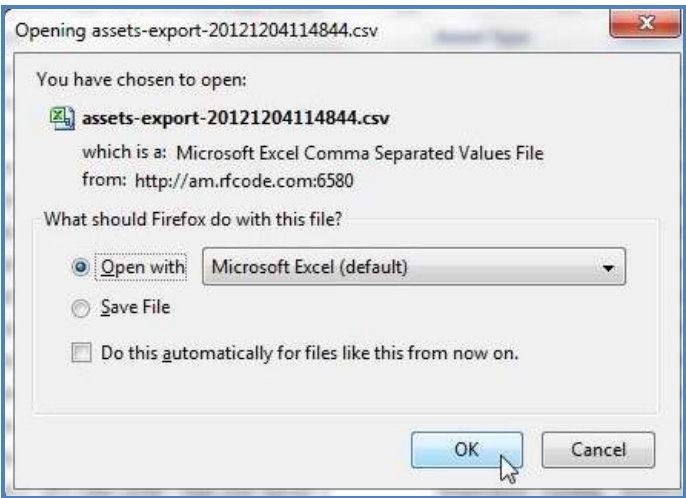 Opening assets-export-20121204114844.csv
You have chosen to open:
assets-export-20121204114844.csv
which is a: Microsoft Excel Comma Separated Values File
from: http://am.rfcode.com:6580
What should Firefox do with this file?
Open with Microsoft Excel (default)
Save File
Do this automatically for files like this from now on.
OK Cancel